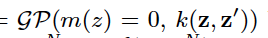 = 𝒢𝒫(m(z) = 0, k(𝐳, 𝐳′))